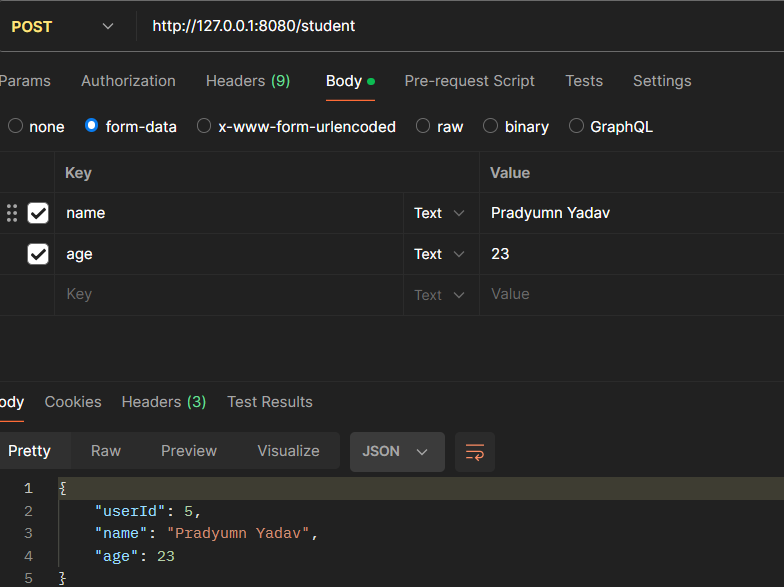 POST http://127.0.0.1:8080/student
Params Authorization Headers (9) Body Pre-request Script Tests Settings
none form-data x-www-form-urlencoded raw binary GraphQL
Key Value
name Text Pradyumn Yadav
age Text 23
Key Text Value
ody Cookies Headers (3) Test Results
Pretty Raw Preview Visualize JSON
1 {
2 "userId": 5,
3 "name": "Pradyumn Yadav",
4 "age": 23
5 }